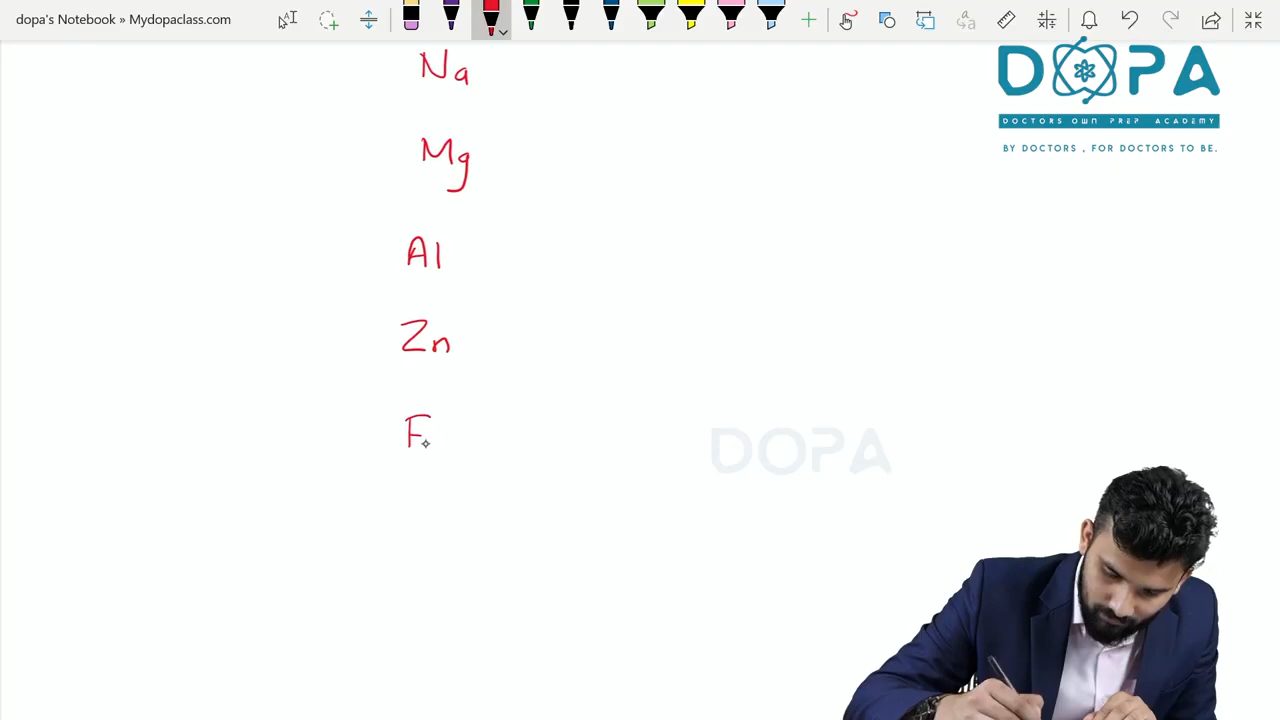 dopa's Notebook » Mydopaclass.com
Na
DOPA
DOCTORS OWN PREP ACADEMY
BY DOCTORS , FOR DOCTORS TO BE.
Mg
Al
Zn
F
DOPA